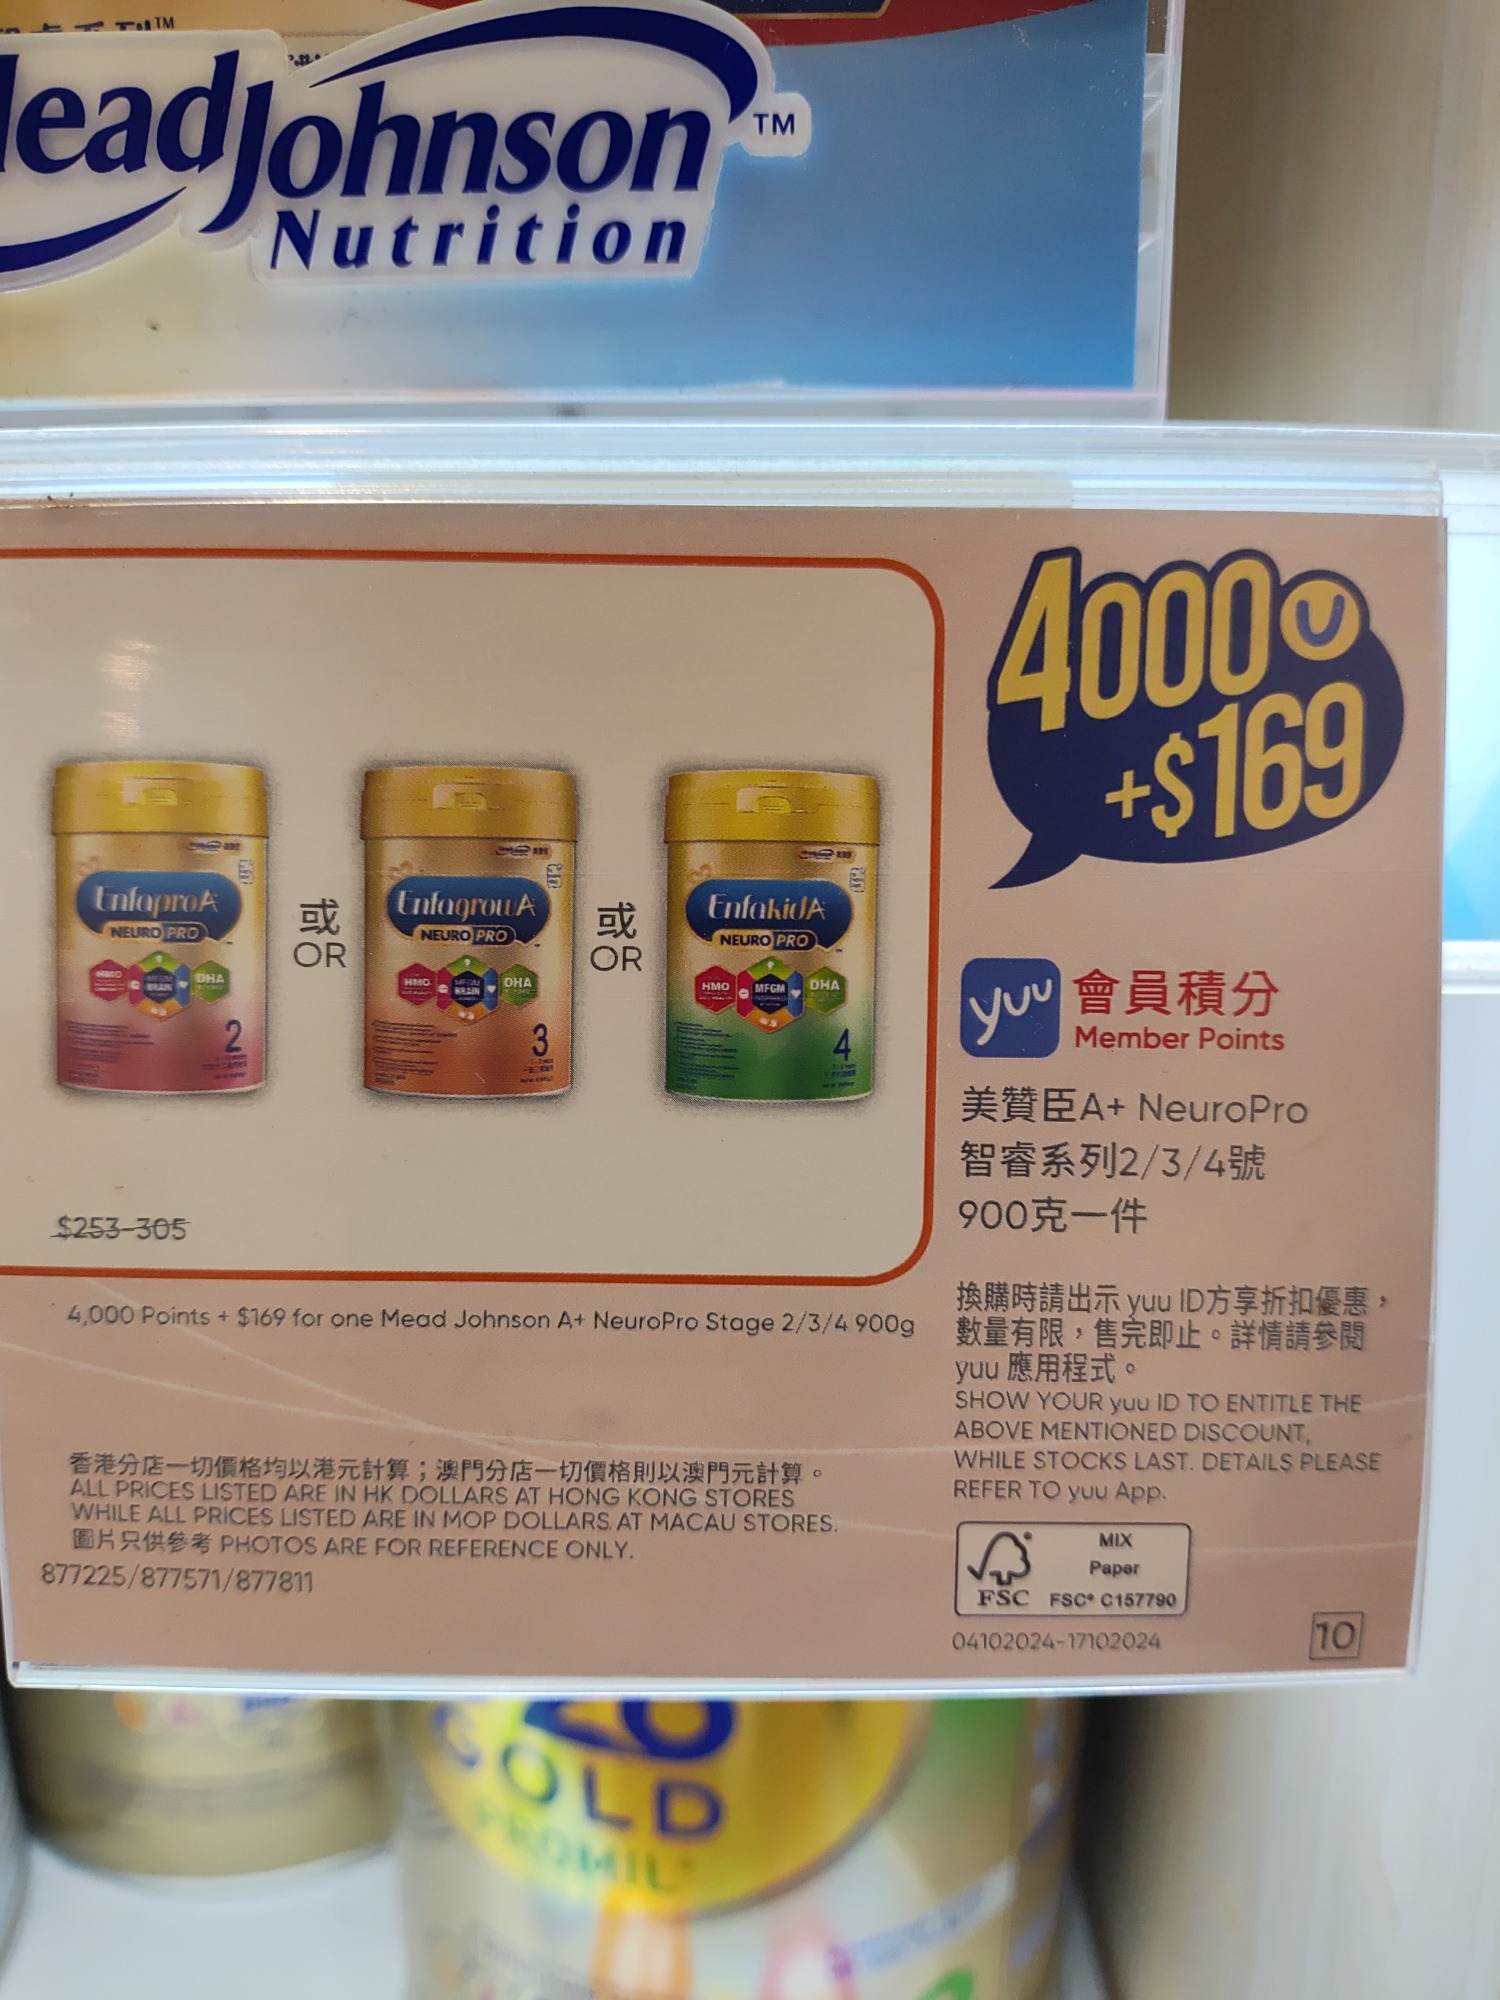 eadJohnson™
Nutrition
4000
+$169
EnfaproA
NEURO PRO
HMO
BRAIN
DHA
2
或
OR
EnfagrowA
NEURO PRO
HMO
MFGM
BRAIN
DHA
3
或
OR
EnfakidA
NEURO PRO
HMO
MFGM
DHA
4
yuu 會員積分
Member Points
美贊臣A+ NeuroPro
智睿系列2/3/4號
900克一件
$253-305
4,000 Points + $169 for one Mead Johnson A+ NeuroPro Stage 2/3/4 900g
換購時請出示 yuu ID方享折扣優惠，
數量有限，售完即止。詳情請參閱
yuu 應用程式。
SHOW YOUR yuu ID TO ENTITLE THE
ABOVE MENTIONED DISCOUNT,
WHILE STOCKS LAST. DETAILS PLEASE
REFER TO yuu App.
香港分店一切價格均以港元計算；澳門分店一切價格則以澳門元計算。
ALL PRICES LISTED ARE IN HK DOLLARS AT HONG KONG STORES
WHILE ALL PRICES LISTED ARE IN MOP DOLLARS AT MACAU STORES.
圖片只供參考 PHOTOS ARE FOR REFERENCE ONLY.
877225/877571/877811
FSC
MIX
Paper
FSC® C157790
04102024-17102024
10
GOLD
PROMIL